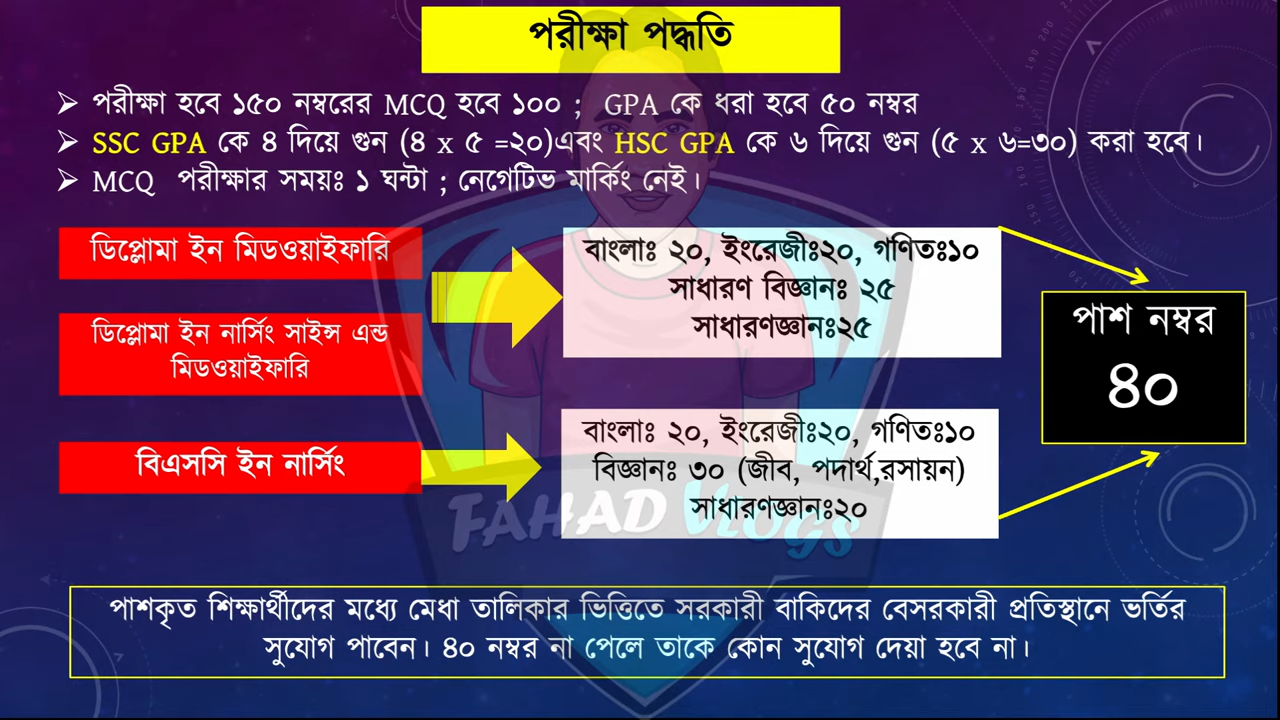 পরীক্ষা পদ্ধতি
➢ পরীক্ষা হবে ১৫০ নম্বরের MCQ হবে ১০০ ; GPA কে ধরা হবে ৫০ নম্বর
➢ SSC GPA কে ৪ দিয়ে গুন (৪ x ৫ =২০)এবং HSC GPA কে ৬ দিয়ে গুন (৫ x ৬=৩০) করা হবে।
➢ MCQ পরীক্ষার সময়ঃ ১ ঘন্টা ; নেগেটিভ মার্কিং নেই।
ডিপ্লোমা ইন মিডওয়াইফারি
ডিপ্লোমা ইন নার্সিং সাইন্স এন্ড
মিডওয়াইফারি
বাংলাঃ ২০, ইংরেজীঃ২০, গণিতঃ১০
সাধারণ বিজ্ঞানঃ ২৫
সাধারণজ্ঞানঃ২৫
পাশ নম্বর
৪০
বিএসসি ইন নার্সিং
বাংলাঃ ২০, ইংরেজীঃ২০, গণিতঃ১০
বিজ্ঞানঃ ৩০ (জীব, পদার্থ,রসায়ন)
সাধারণজ্ঞানঃ২০
FAHAD VLOGS
পাশকৃত শিক্ষার্থীদের মধ্যে মেধা তালিকার ভিত্তিতে সরকারী বাকিদের বেসরকারী প্রতিস্থানে ভর্তির
সুযোগ পাবেন। ৪০ নম্বর না পেলে তাকে কোন সুযোগ দেয়া হবে না।